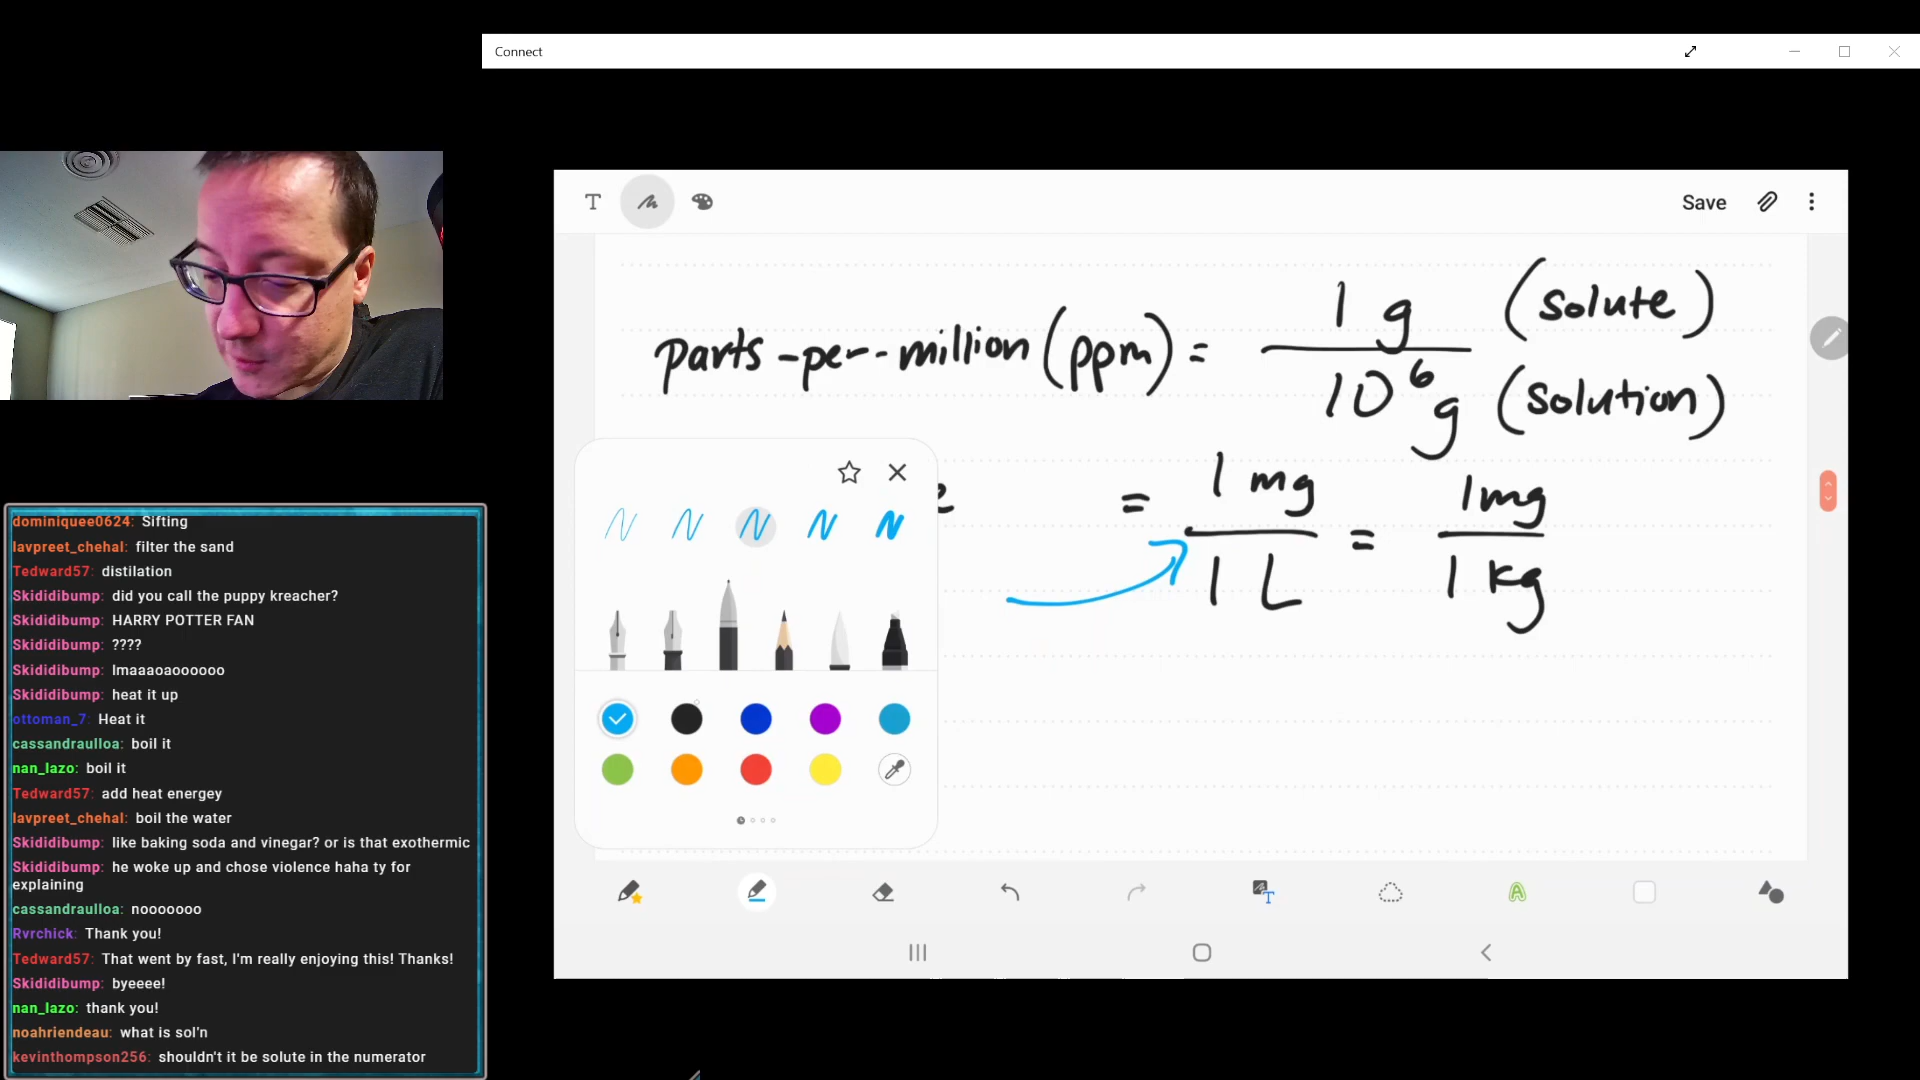 Connect
T Save
parts-per-million (ppm) = 1 g (solute)
10⁶ g (solution)
= 1 mg = 1mg
1 L 1 kg
T
A
dominiquee0624: Sifting
lavpreet_chehal: filter the sand
Tedward57: distilation
Skididibump: did you call the puppy kreacher?
Skididibump: HARRY POTTER FAN
Skididibump: ????
Skididibump: lmaaaoaoooooo
Skididibump: heat it up
ottoman_7: Heat it
cassandraulloa: boil it
nan_lazo: boil it
Tedward57: add heat energey
lavpreet_chehal: boil the water
Skididibump: like baking soda and vinegar? or is that exothermic
Skididibump: he woke up and chose violence haha ty for
explaining
cassandraulloa: nooooooo
Rvrchick: Thank you!
Tedward57: That went by fast, I'm really enjoying this! Thanks!
Skididibump: byeeee!
nan_lazo: thank you!
noahriendeau: what is sol'n
kevinthompson256: shouldn't it be solute in the numerator